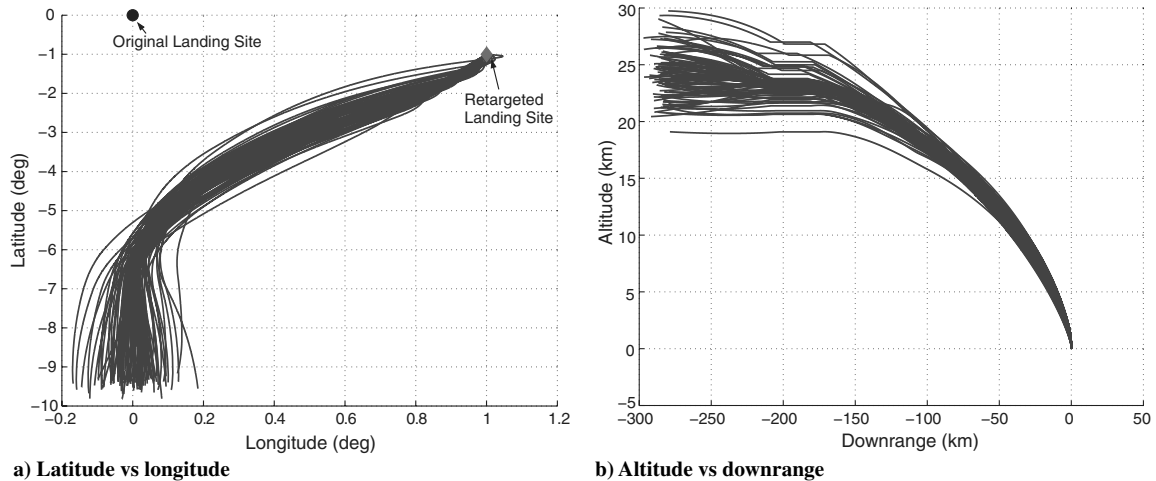 0
−1
−2
−3
−4
−5
−6
−7
−8
−9
−10
Latitude (deg)
Original Landing Site
Retargeted
Landing Site
−0.2 0 0.2 0.4 0.6 0.8 1 1.2
Longitude (deg)
a) Latitude vs longitude
30
25
20
15
10
5
0
−5
Altitude (km)
−300 −250 −200 −150 −100 −50 0 50
Downrange (km)
b) Altitude vs downrange